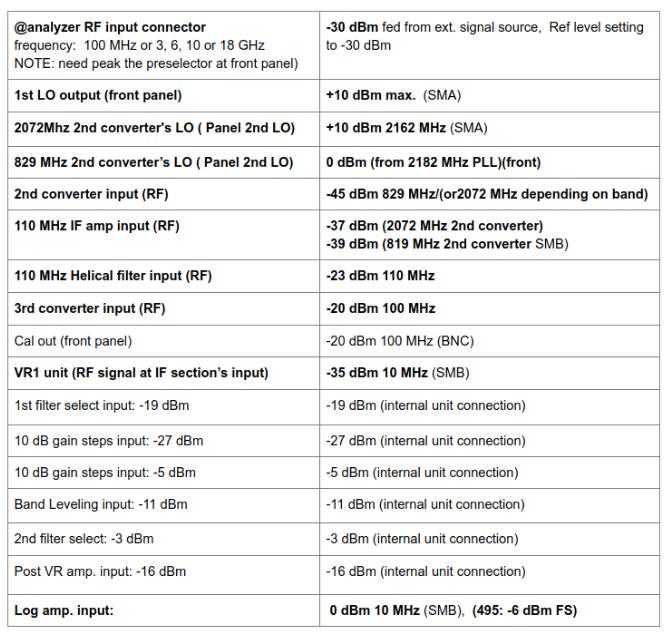 @analyzer RF input connector
frequency:  100 MHz or 3, 6, 10 or 18 GHz
NOTE: need peak the preselector at front panel)
-30 dBm fed from ext. signal source,  Ref level setting
to -30 dBm
1st LO output (front panel)
+10 dBm max.  (SMA)
2072Mhz 2nd converter's LO ( Panel 2nd LO)
+10 dBm 2162 MHz (SMA)
829 MHz 2nd converter’s LO ( Panel 2nd LO)
0 dBm (from 2182 MHz PLL)(front)
2nd converter input (RF)
-45 dBm 829 MHz/(or2072 MHz depending on band)
110 MHz IF amp input (RF)
-37 dBm (2072 MHz 2nd converter)
-39 dBm (819 MHz 2nd converter SMB)
110 MHz Helical filter input (RF)
-23 dBm 110 MHz
3rd converter input (RF)
-20 dBm 100 MHz
Cal out (front panel)
-20 dBm 100 MHz (BNC)
VR1 unit (RF signal at IF section’s input)
-35 dBm 10 MHz (SMB)
1st filter select input: -19 dBm
-19 dBm (internal unit connection)
10 dB gain steps input: -27 dBm
-27 dBm (internal unit connection)
10 dB gain steps input: -5 dBm
-5 dBm (internal unit connection)
Band Leveling input: -11 dBm
-11 dBm (internal unit connection)
2nd filter select: -3 dBm
-3 dBm (internal unit connection)
Post VR amp. input: -16 dBm
-16 dBm (internal unit connection)
Log amp. input:
0 dBm 10 MHz (SMB),  (495: -6 dBm FS)